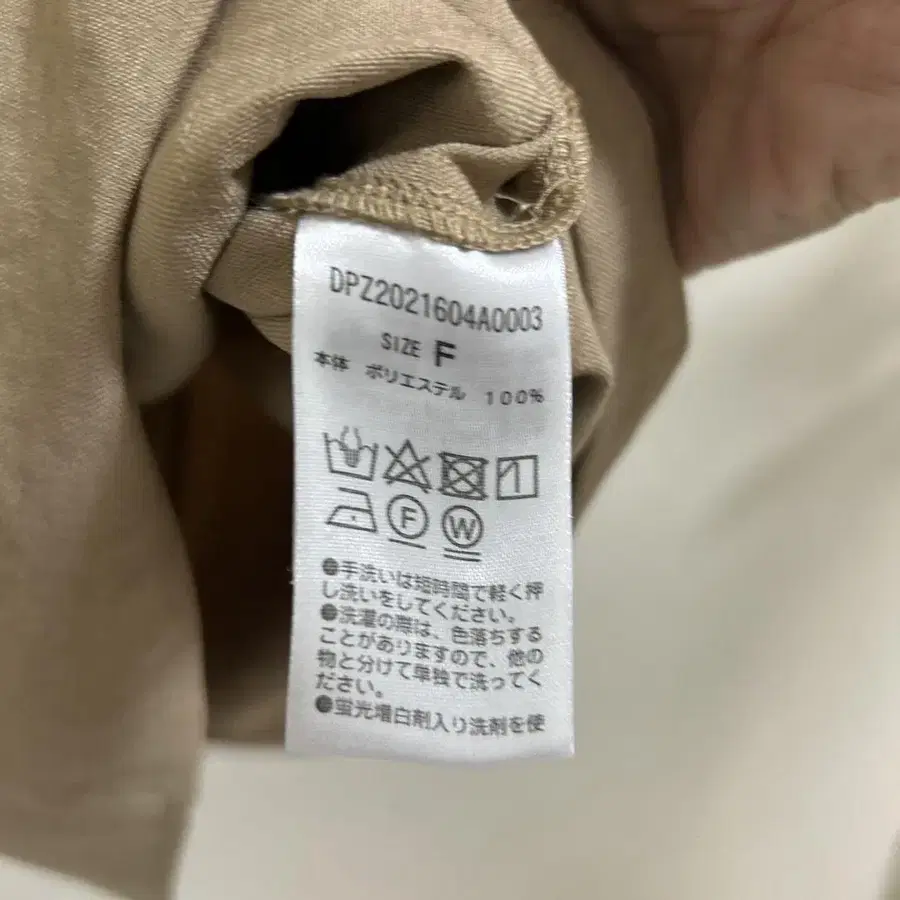 DPZ2021604A0003
SIZE F
本体 ポリエステル 100%
F W
●手洗いは短時間で軽く押
し洗いをしてください。
●洗濯の際は、色落ちする
ことがありますので、他の
物と分けて単独で洗ってく
ださい。
●蛍光増白剤入り洗剤を使